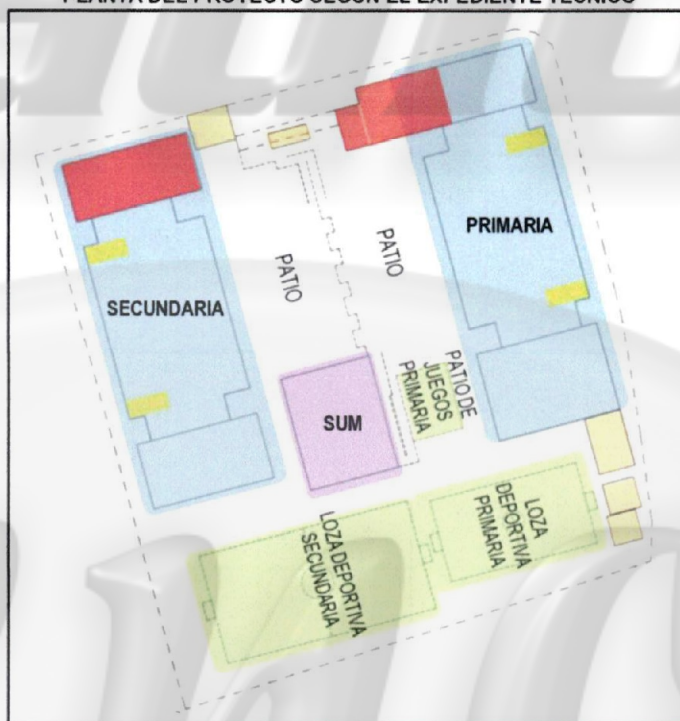 PLANTA DEL PROYECTO SEGÚN EL EXPEDIENTE TÉCNICO
PRIMARIA
PATIO
PATIO
SECUNDARIA
PATIO DE
JUEGOS
PRIMARIA
SUM
LOZA
DEPORTIVA
PRIMARIA
LOZA DEPORTIVA
SECUNDARIA